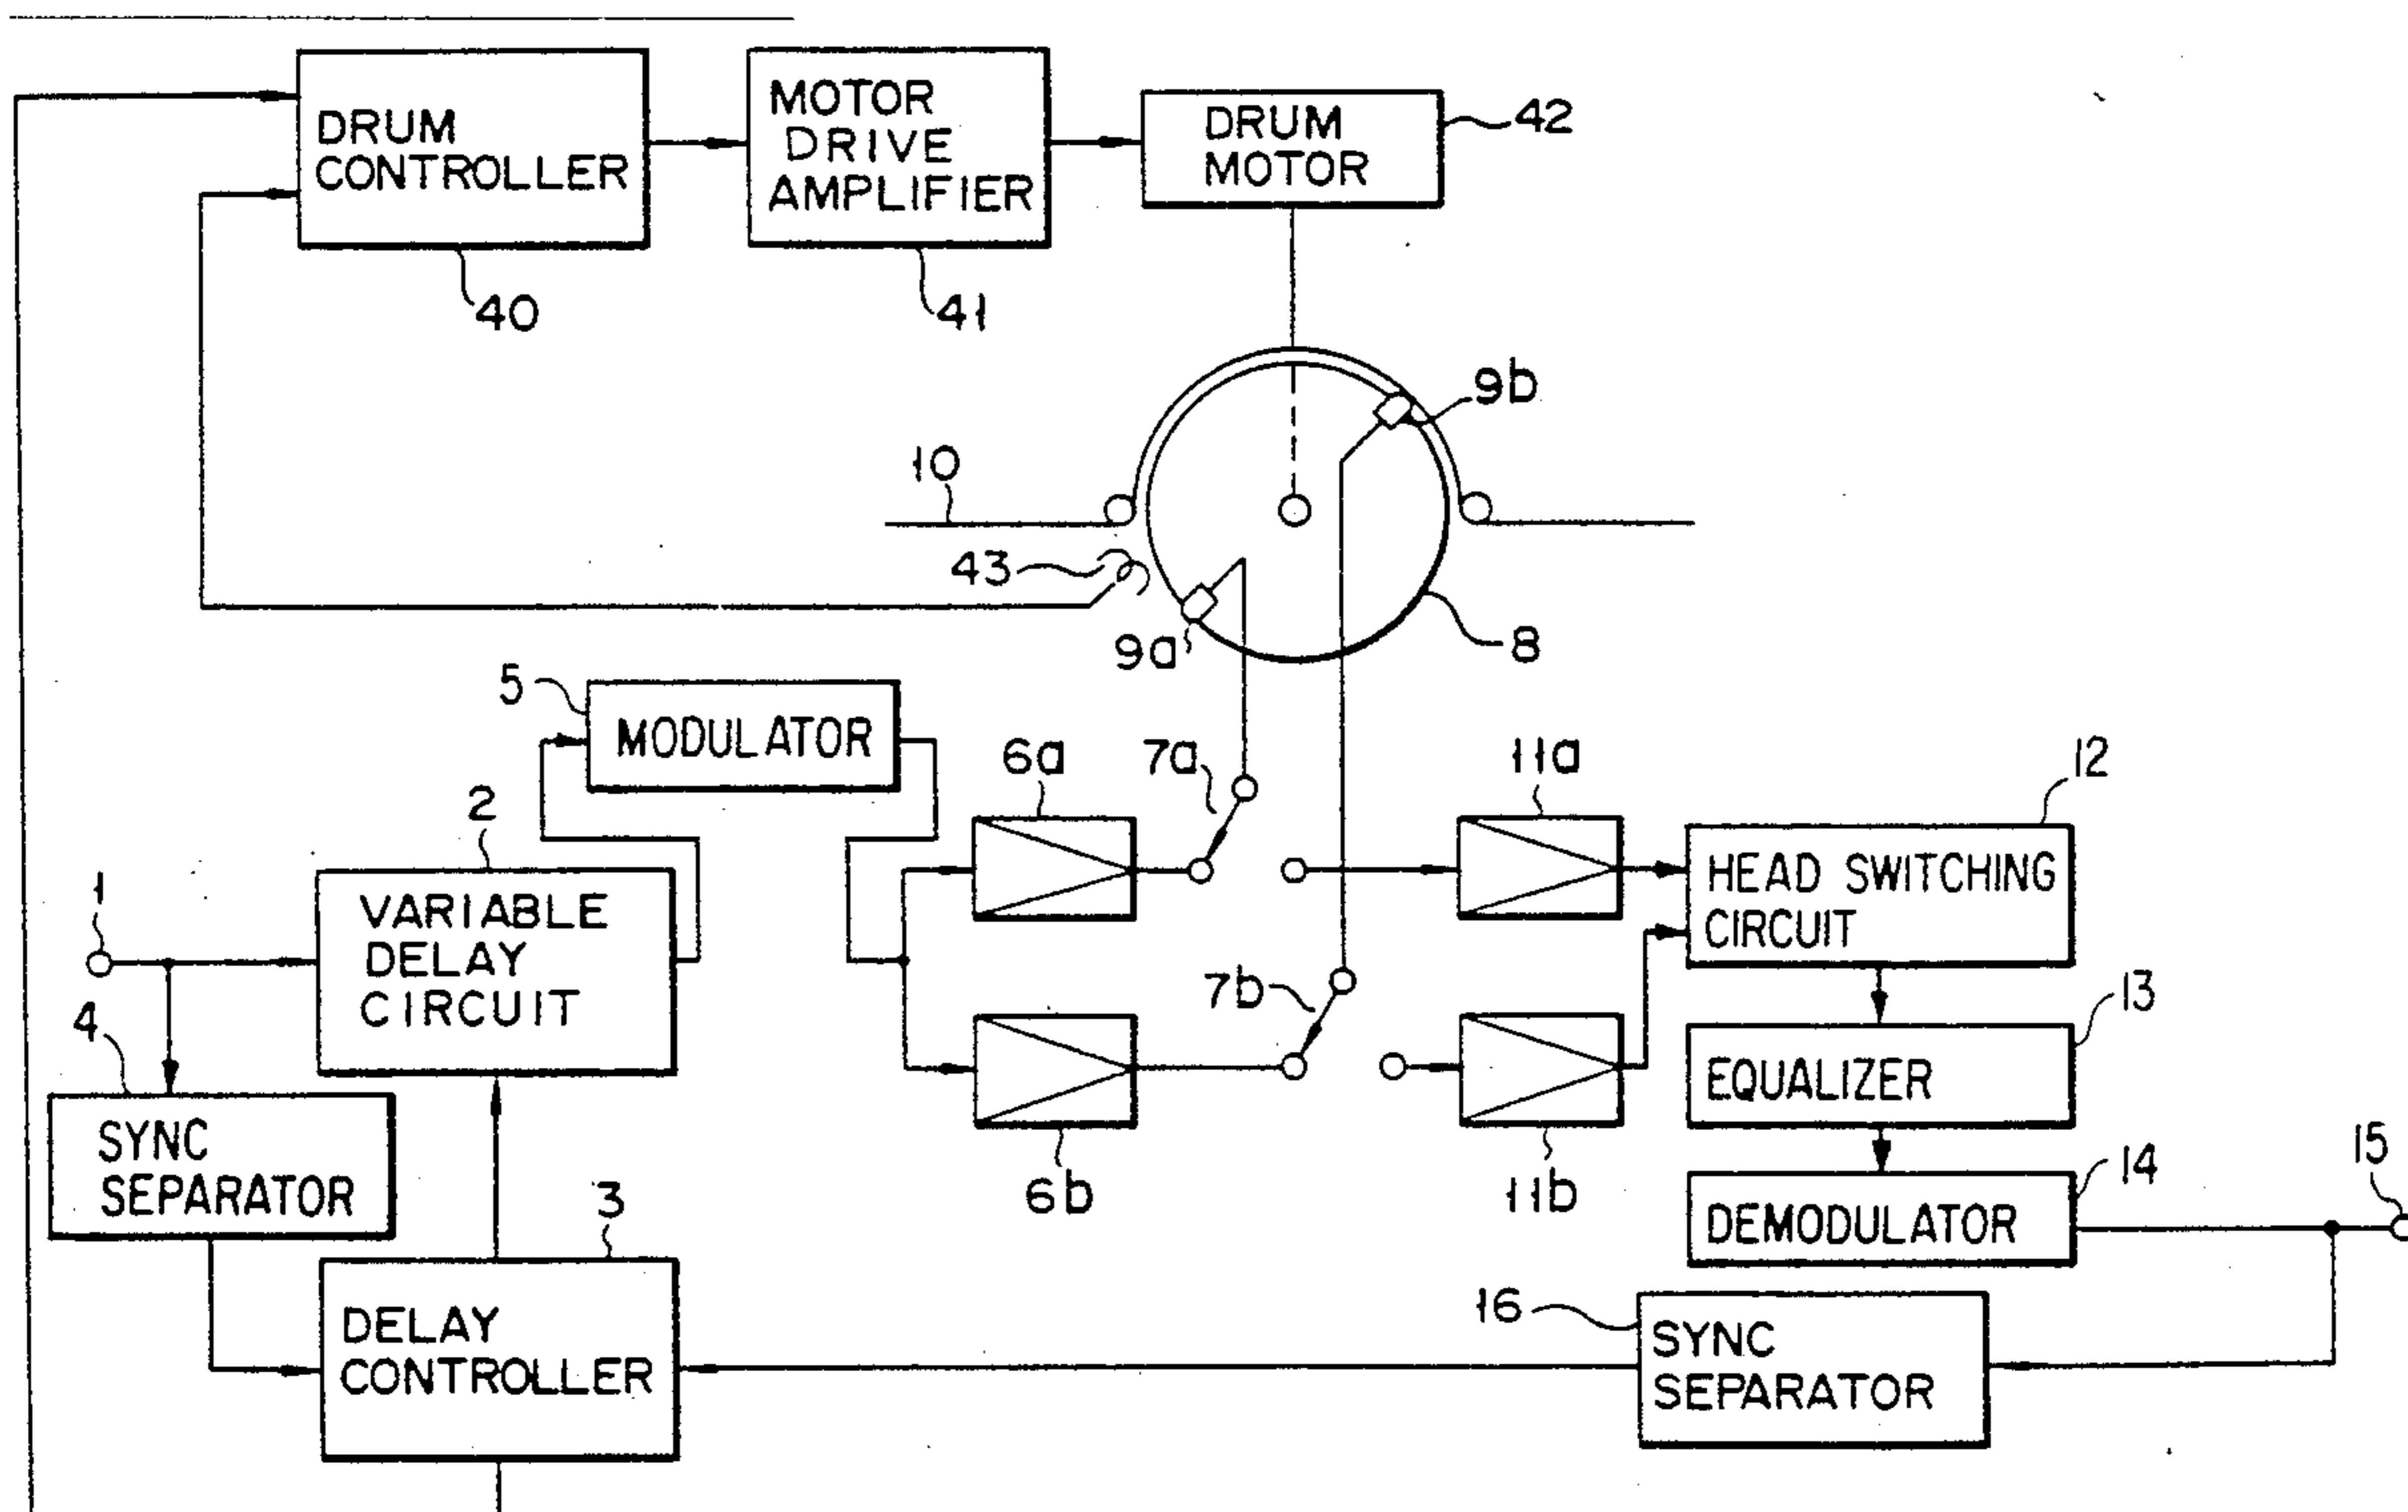 DRUM
CONTROLLER
40
MOTOR
DRIVE
AMPLIFIER
41
DRUM
MOTOR
42
9b
10
43
9a
8
5
MODULATOR
6a
7a
11a
12
HEAD SWITCHING
CIRCUIT
2
VARIABLE
DELAY
CIRCUIT
1
7b
13
EQUALIZER
4
SYNC
SEPARATOR
6b
11b
14
DEMODULATOR
15
3
DELAY
CONTROLLER
16
SYNC
SEPARATOR